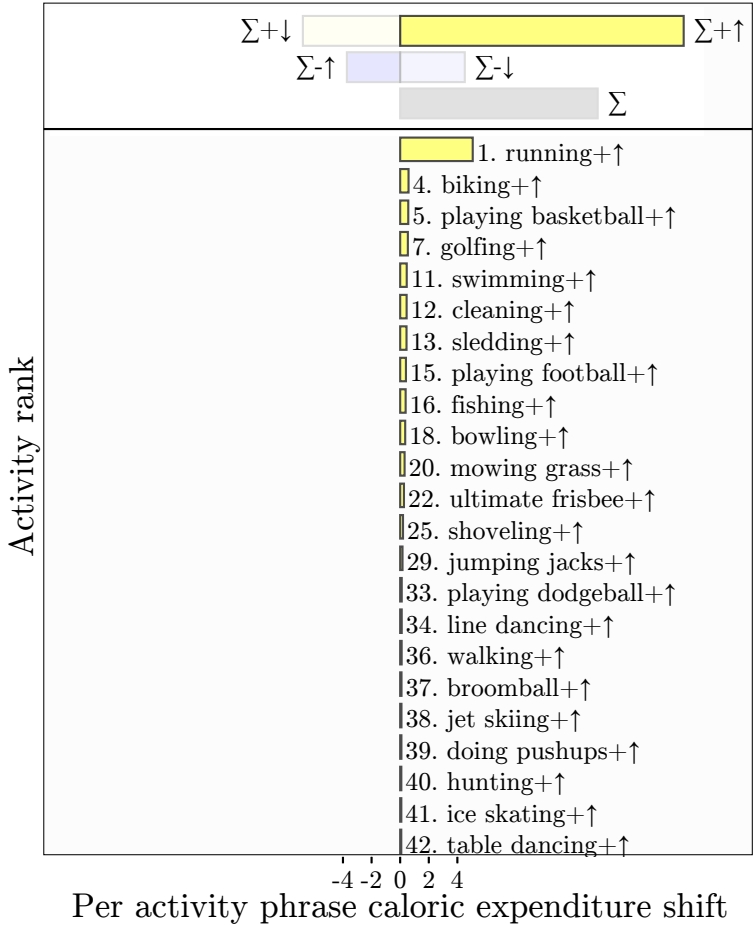 ∑+↓ ∑+↑
∑-↑ ∑-↓
∑
1. running+↑
4. biking+↑
5. playing basketball+↑
7. golfing+↑
11. swimming+↑
12. cleaning+↑
13. sledding+↑
15. playing football+↑
16. fishing+↑
18. bowling+↑
20. mowing grass+↑
22. ultimate frisbee+↑
25. shoveling+↑
29. jumping jacks+↑
33. playing dodgeball+↑
34. line dancing+↑
36. walking+↑
37. broomball+↑
38. jet skiing+↑
39. doing pushups+↑
40. hunting+↑
41. ice skating+↑
42. table dancing+↑
Activity rank
-4 -2 0 2 4
Per activity phrase caloric expenditure shift